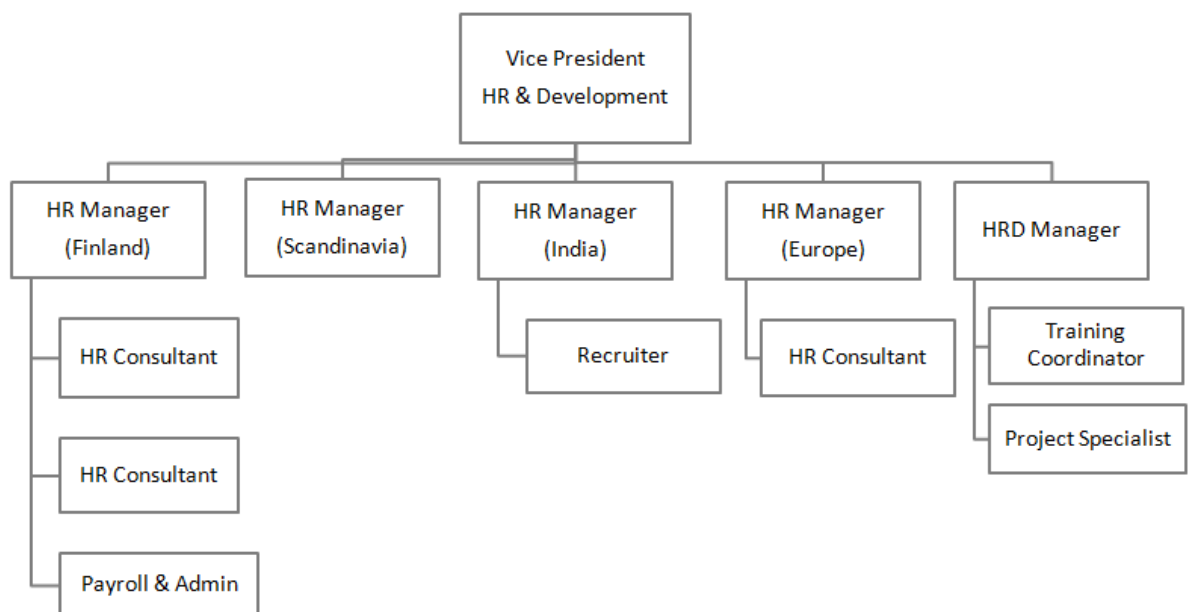 Vice President
HR & Development
HR Manager
(Finland)
HR Manager
(Scandinavia)
HR Manager
(India)
HR Manager
(Europe)
HRD Manager
HR Consultant
HR Consultant
Payroll & Admin
Recruiter
HR Consultant
Training
Coordinator
Project Specialist